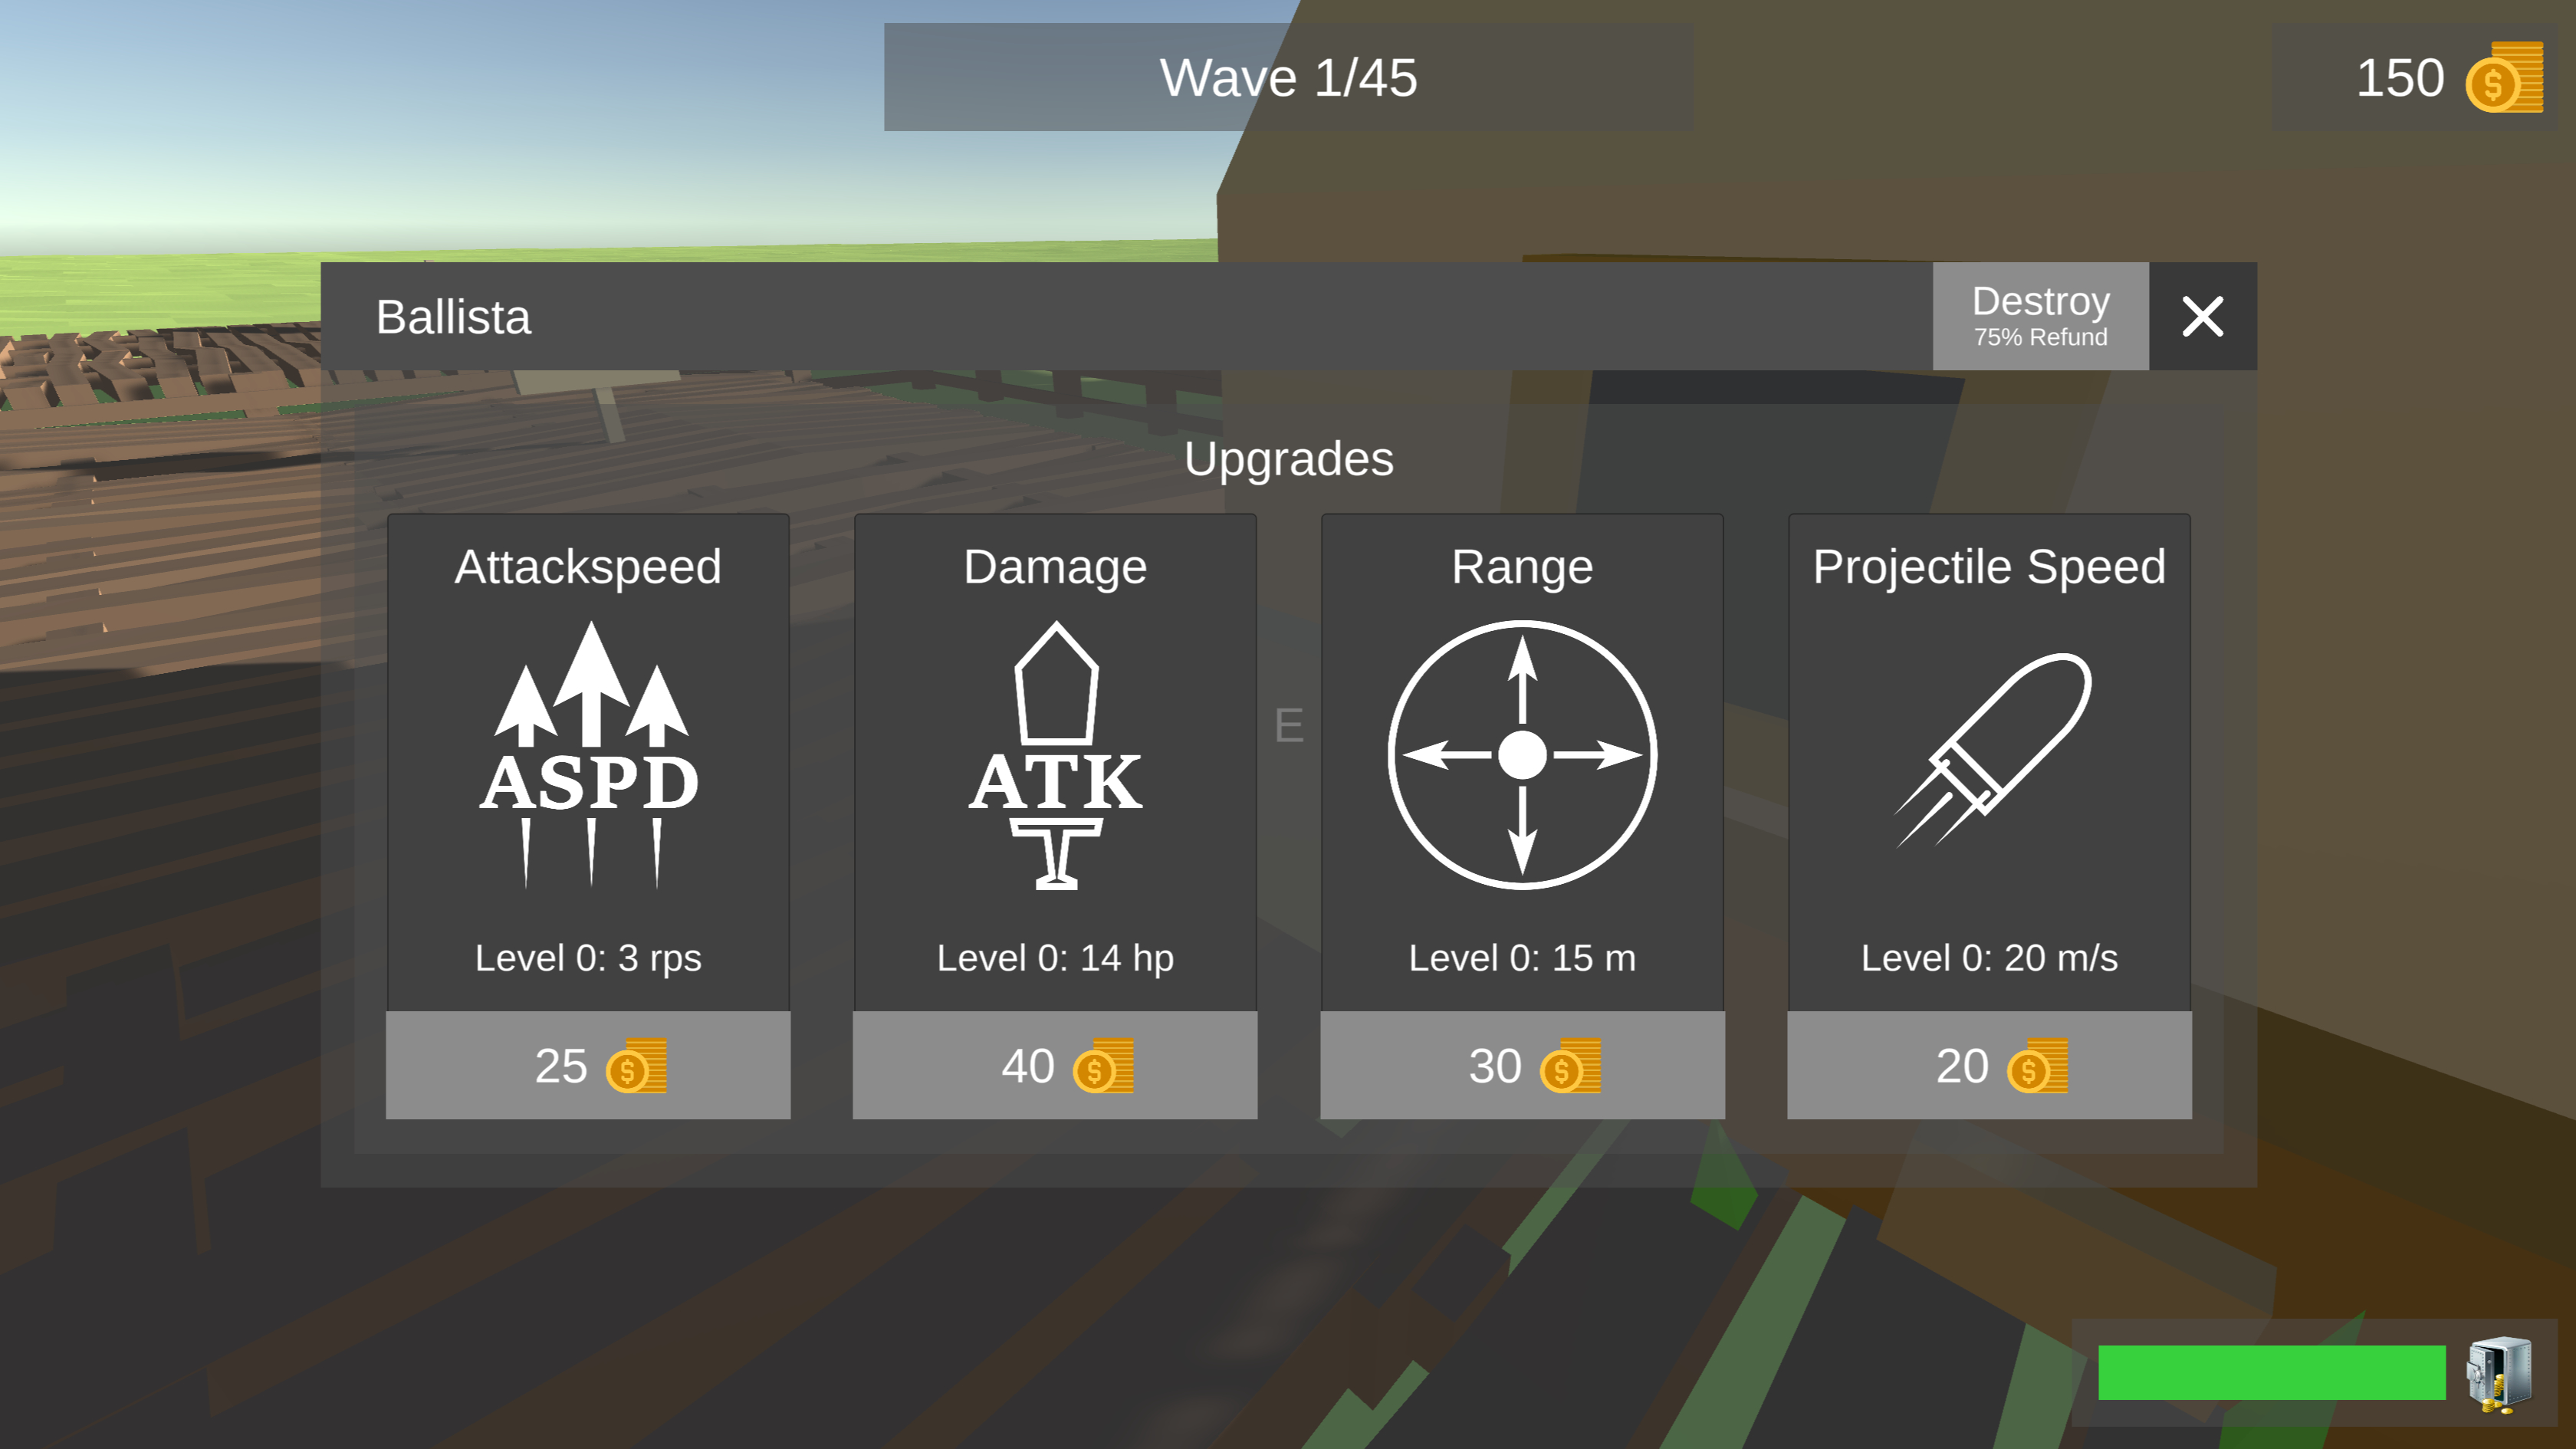 Wave 1/45
150
Ballista
Destroy
75% Refund
Upgrades
Attackspeed
Damage
Range
Projectile Speed
ASPD
ATK
E
Level 0: 3 rps
Level 0: 14 hp
Level 0: 15 m
Level 0: 20 m/s
25
40
30
20